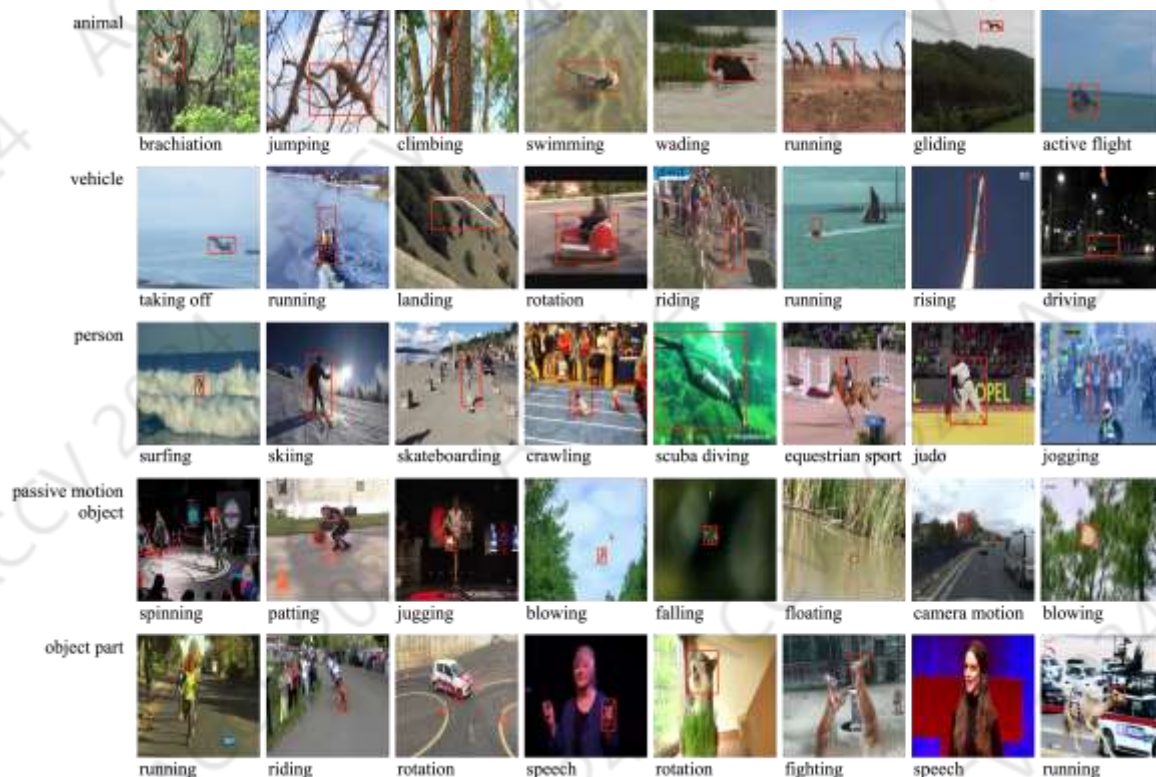 animal
brachiation jumping climbing swimming wading running gliding active flight
vehicle
taking off running landing rotation riding running rising driving
person
OPEL
surfing skiing skateboarding crawling scuba diving equestrian sport judo jogging
passive motion
object
spinning patting jugging blowing falling floating camera motion blowing
object part
running riding rotation speech rotation fighting speech running